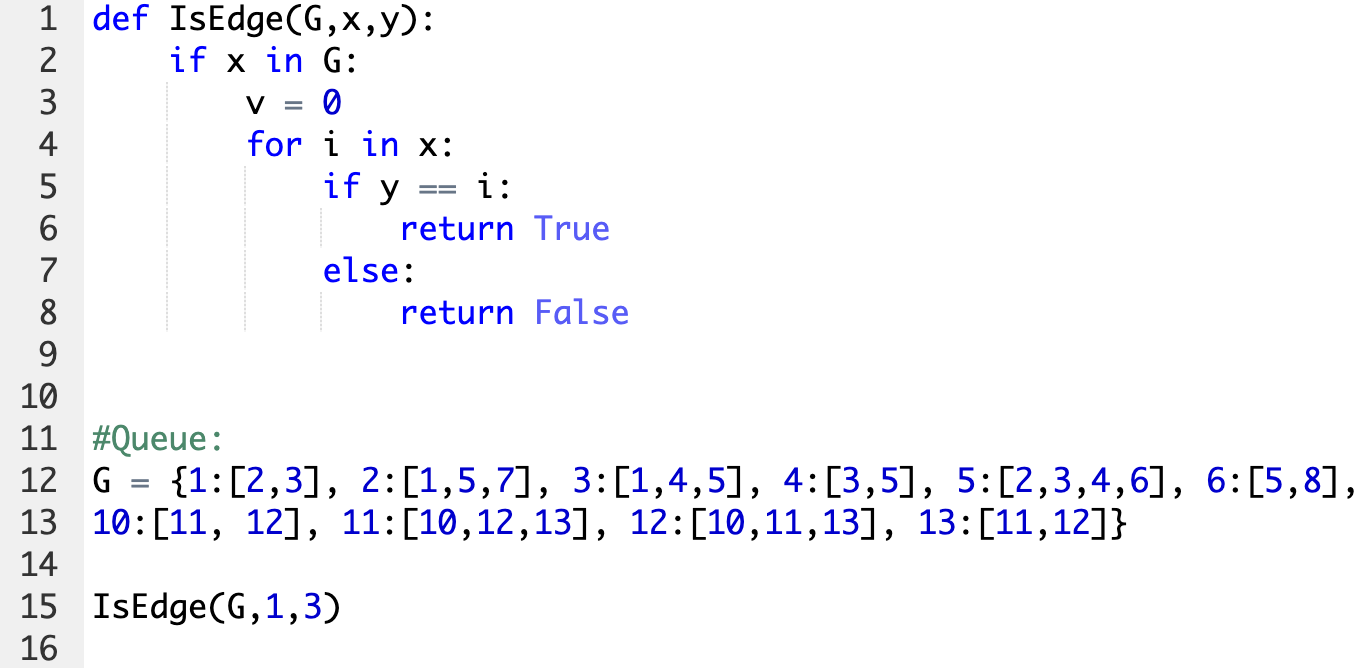 1 def IsEdge(G,x,y):
2     if x in G:
3         v = 0
4         for i in x:
5             if y == i:
6                 return True
7             else:
8                 return False
9
10
11 #Queue:
12 G = {1:[2,3], 2:[1,5,7], 3:[1,4,5], 4:[3,5], 5:[2,3,4,6], 6:[5,8],
13 10:[11, 12], 11:[10,12,13], 12:[10,11,13], 13:[11,12]}
14
15 IsEdge(G,1,3)
16